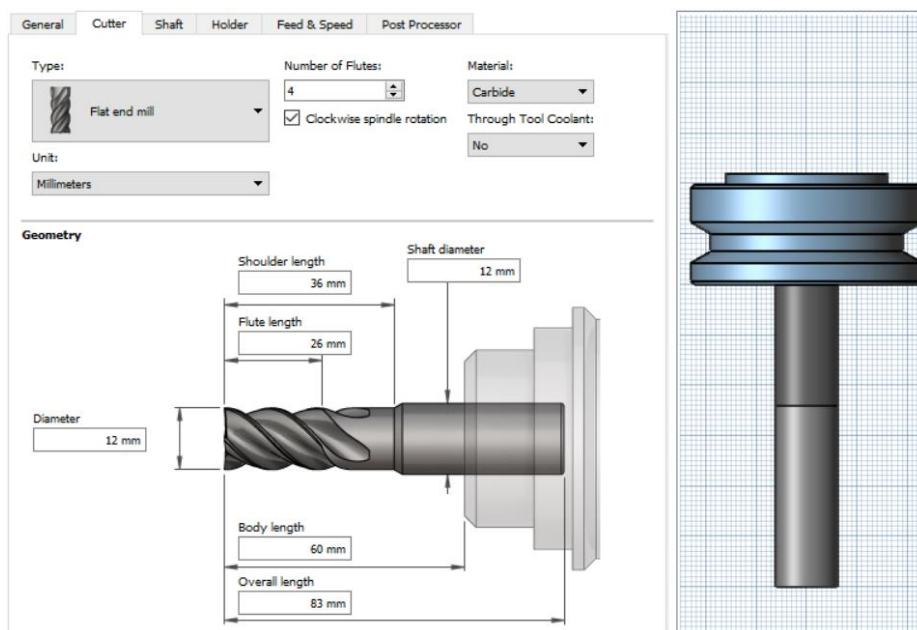 General Cutter Shaft Holder Feed & Speed Post Processor
Type: Number of Flutes: Material:
Flat end mill 4 Carbide
Clockwise spindle rotation Through Tool Coolant:
Unit: No
Millimeters
Geometry
Shaft diameter
12 mm
Shoulder length
36 mm
Flute length
26 mm
Diameter
12 mm
Body length
60 mm
Overall length
83 mm